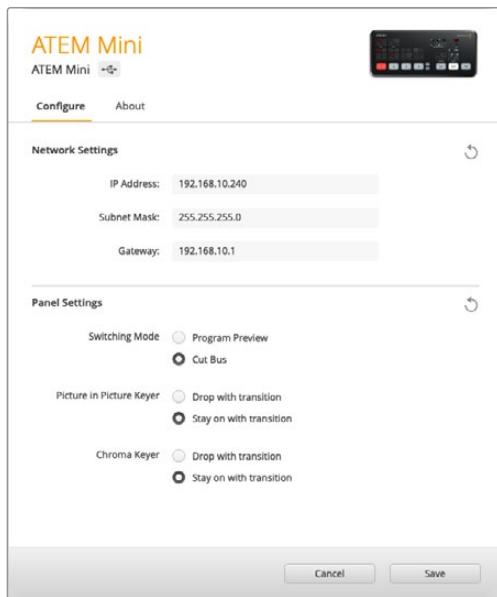 ATEM Mini
ATEM Mini
Configure About
Network Settings
IP Address: 192.168.10.240
Subnet Mask: 255.255.255.0
Gateway: 192.168.10.1
Panel Settings
Switching Mode Program Preview
Cut Bus
Picture in Picture Keyer Drop with transition
Stay on with transition
Chroma Keyer Drop with transition
Stay on with transition
Cancel Save